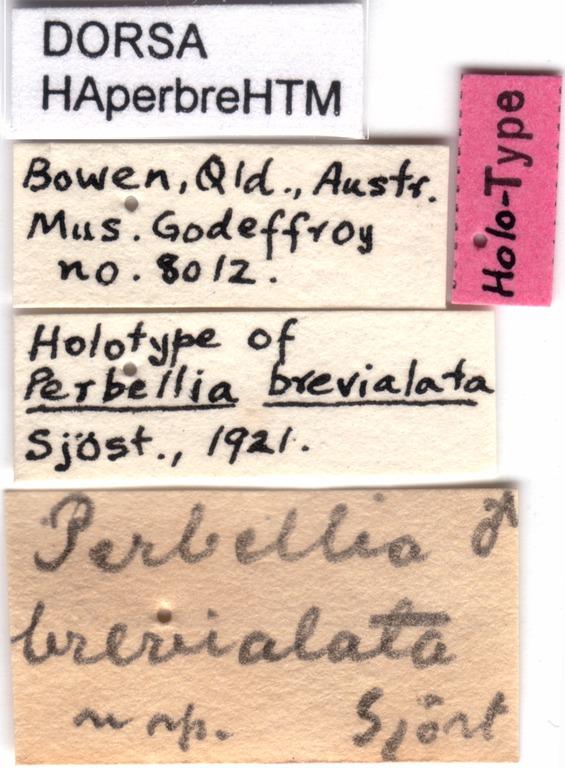 DORSA
HAperbreHTM
Holo-Type
Bowen, Qld., Austr.
Mus. Godeffroy
no. 8012.
Holotype of
Perbellia brevialata
Sjöst., 1921.
Perbellia
brevialata
n sp. Sjöst